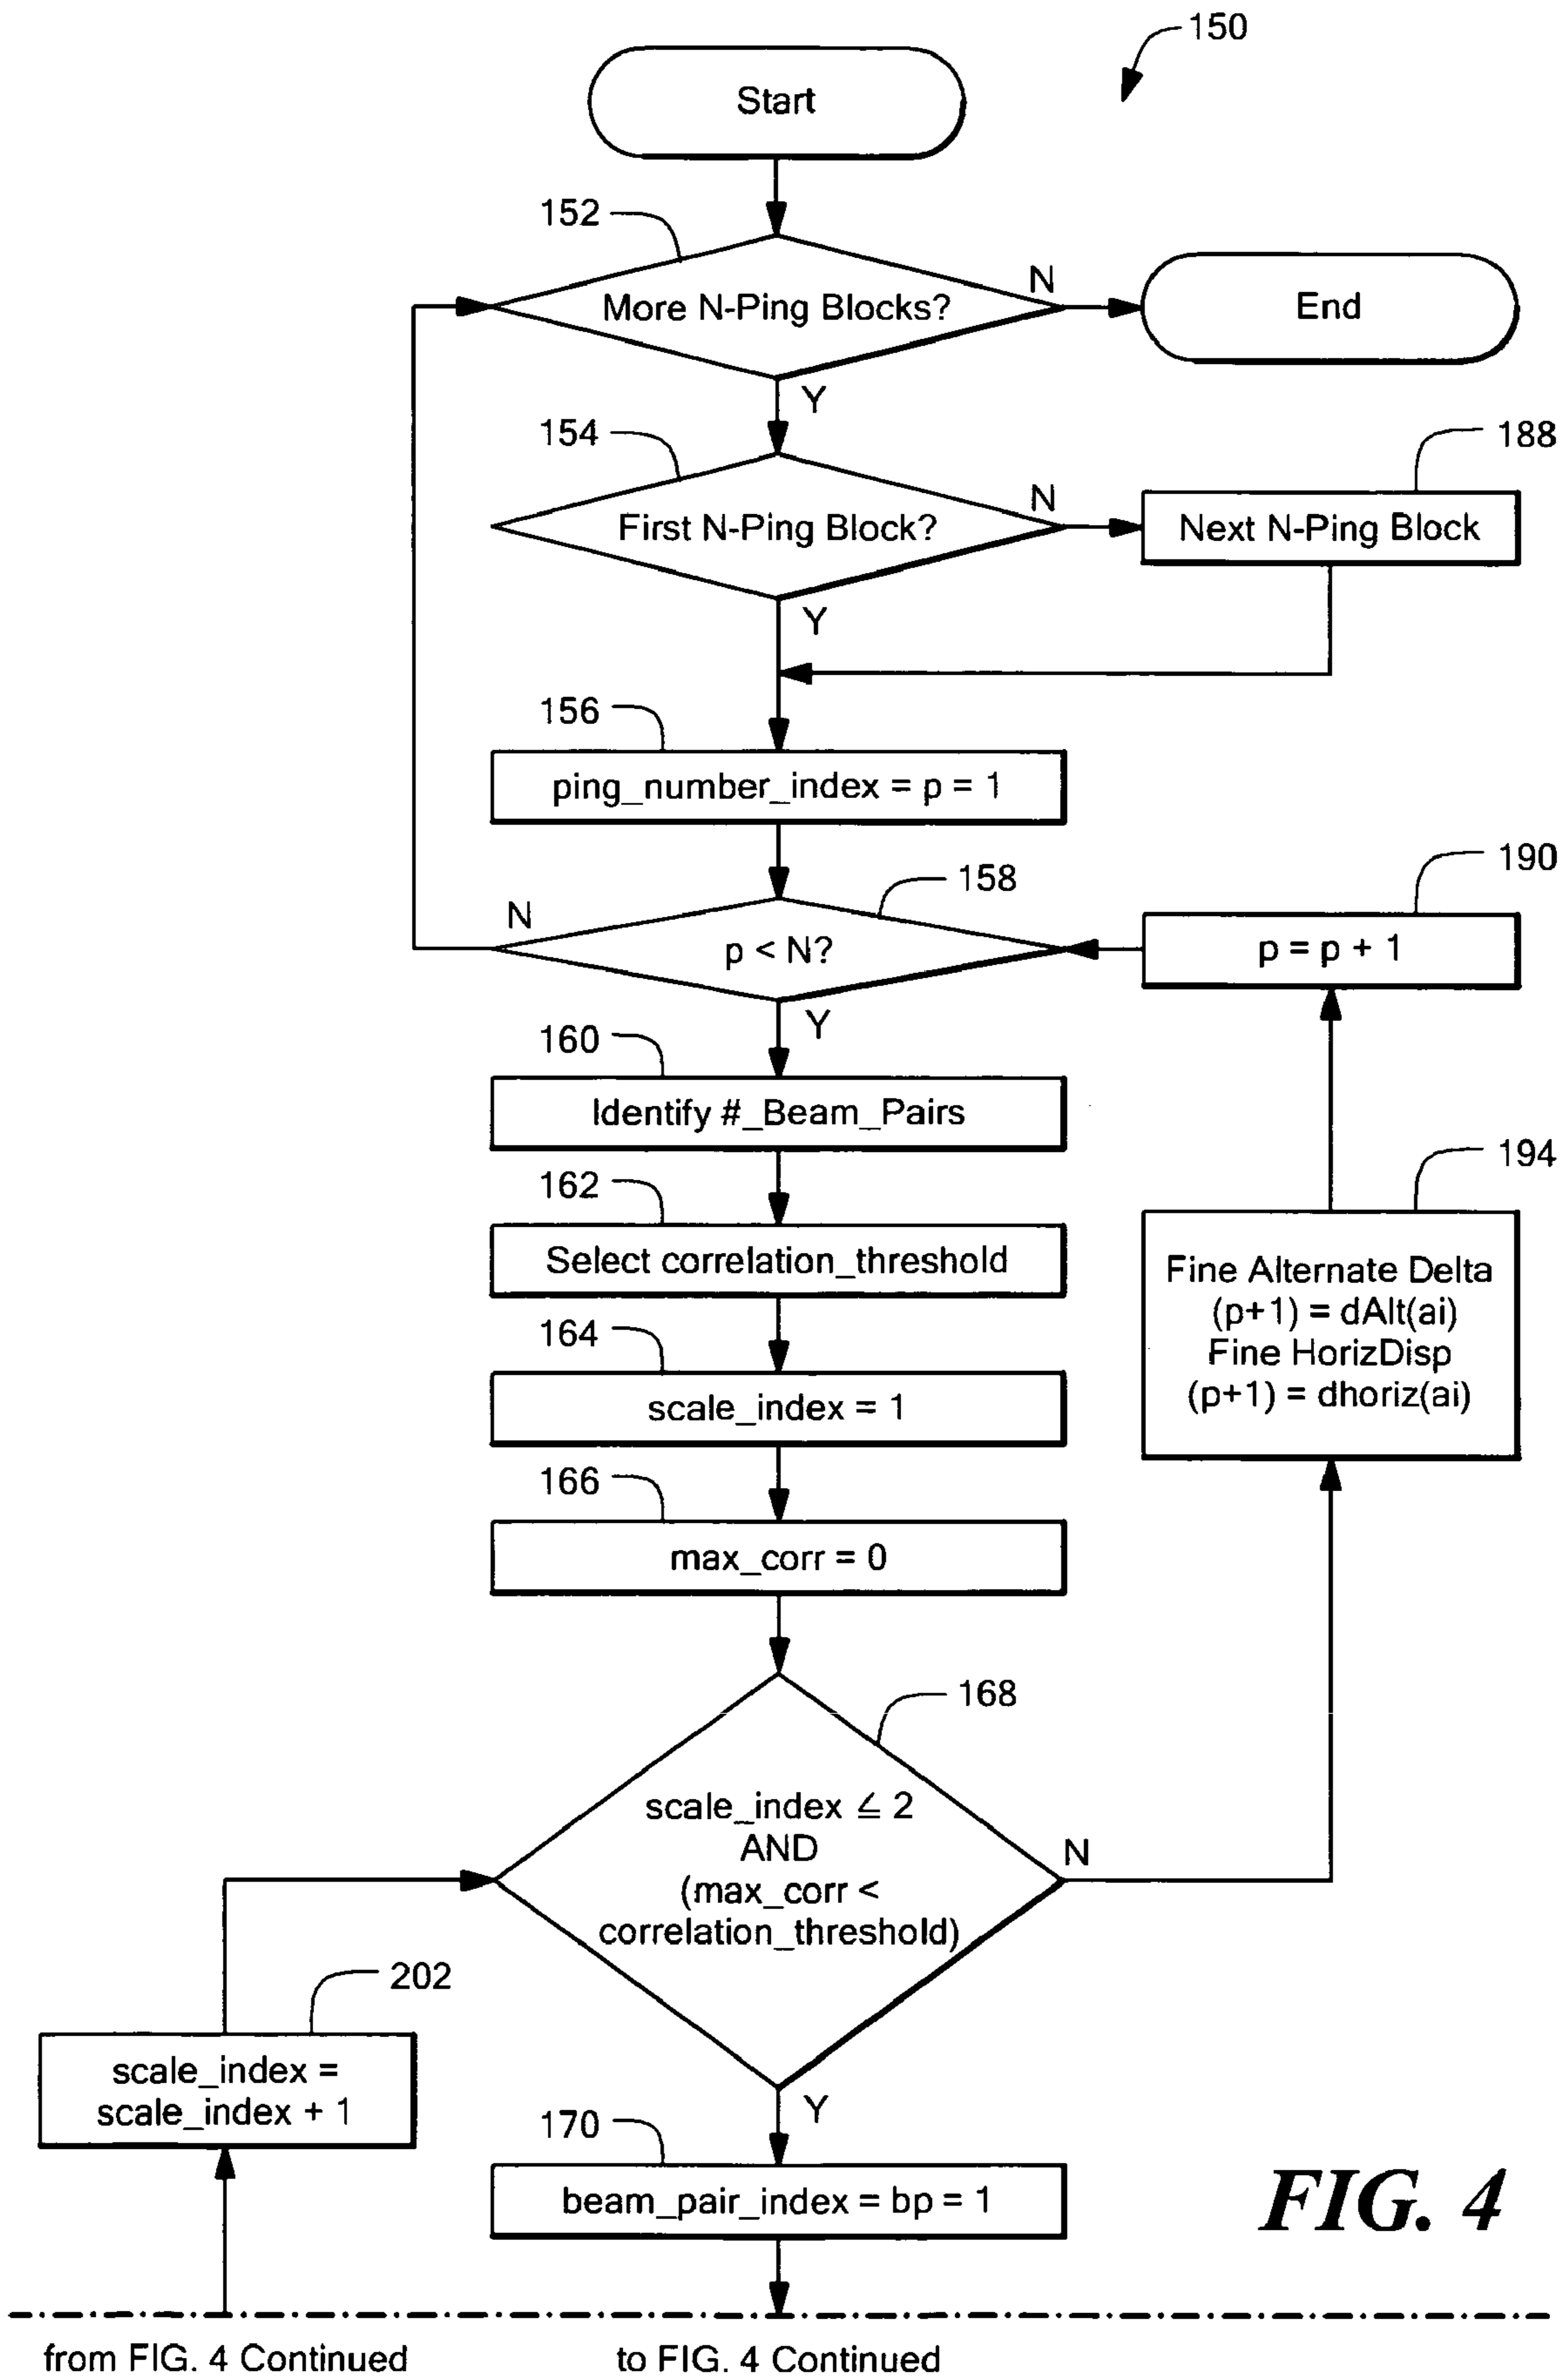 150
Start
152
More N-Ping Blocks?
N
End
Y
154
188
First N-Ping Block?
N
Next N-Ping Block
Y
156
ping_number_index = p = 1
158
190
N
p < N?
p = p + 1
Y
160
Identify #_Beam_Pairs
194
162
Select correlation_threshold
Fine Alternate Delta
(p+1) = dAlt(ai)
Fine HorizDisp
(p+1) = dhoriz(ai)
164
scale_index = 1
166
max_corr = 0
168
scale_index ≦ 2
AND
(max_corr <
correlation_threshold)
N
202
scale_index =
scale_index + 1
Y
170
beam_pair_index = bp = 1
FIG. 4
from FIG. 4 Continued
to FIG. 4 Continued